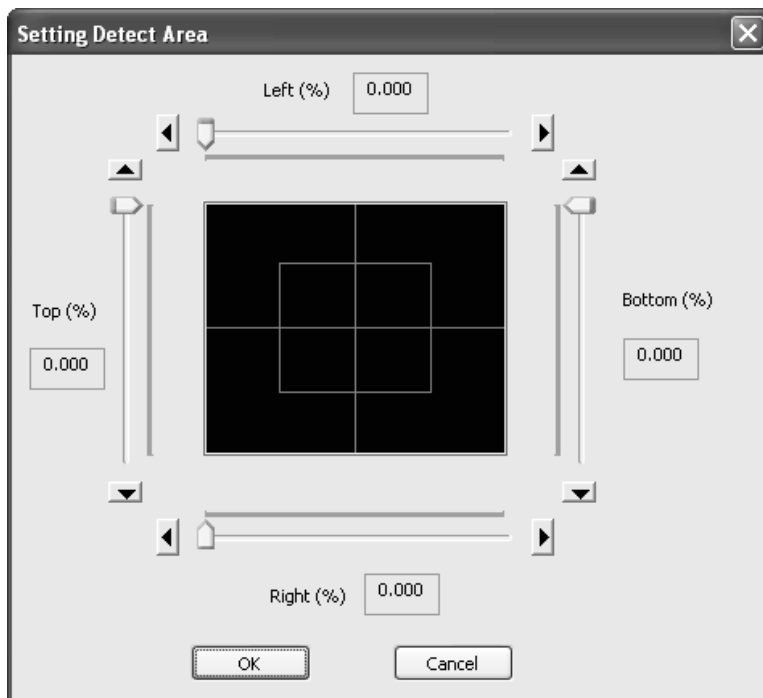 Setting Detect Area
Left (%) 0.000
Top (%)
0.000
Bottom (%)
0.000
Right (%) 0.000
OK
Cancel